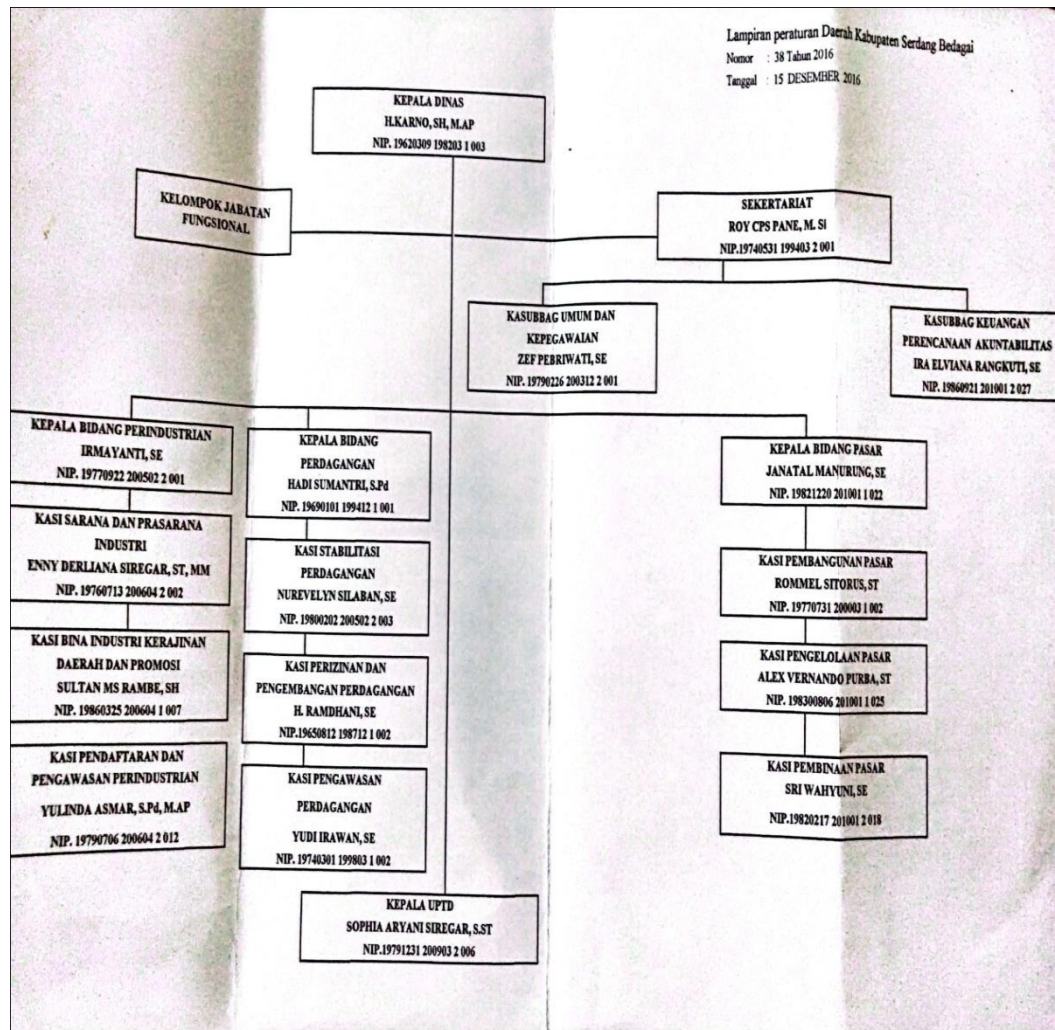 Lampiran peraturan Daerah Kabupaten Serdang Bedagai
Nomor : 38 Tahun 2016
Tanggal : 15 DESEMBER 2016
KEPALA DINAS
H.KARNO, SH, M.AP
NIP. 19620309 198203 1 003
KELOMPOK JABATAN
FUNGSIONAL
SEKERTARIAT
ROY CPS PANE, M. Si
NIP.19740531 199403 2 001
KASUBBAG UMUM DAN
KEPEGAWAIAN
ZEF PEBRIWATI, SE
NIP. 19790226 200312 2 001
KASUBBAG KEUANGAN
PERENCANAAN AKUNTABILITAS
IRA ELVIANA RANGKUTI, SE
NIP. 19860921 201001 2 027
KEPALA BIDANG PERINDUSTRIAN
IRMAYANTI, SE
NIP. 19770922 200502 2 001
KASI SARANA DAN PRASARANA
INDUSTRI
ENNY DERLIANA SIREGAR, ST, MM
NIP. 19760713 200604 2 002
KASI BINA INDUSTRI KERAJINAN
DAERAH DAN PROMOSI
SULTAN MS RAMBE, SH
NIP. 19860325 200604 1 007
KASI PENDAFTARAN DAN
PENGAWASAN PERINDUSTRIAN
YULINDA ASMAR, S.Pd, M.AP
NIP. 19790706 200604 2 012
KEPALA BIDANG
PERDAGANGAN
HADI SUMANTRI, S.Pd
NIP. 19690101 199412 1 001
KASI STABILITASI
PERDAGANGAN
NUREVELYN SILABAN, SE
NIP. 19800202 200502 2 003
KASI PERIZINAN DAN
PENGEMBANGAN PERDAGANGAN
H. RAMDHANI, SE
NIP.19650812 198712 1 002
KASI PENGAWASAN
PERDAGANGAN
YUDI IRAWAN, SE
NIP. 19740301 199803 1 002
KEPALA BIDANG PASAR
JANATAL MANURUNG, SE
NIP. 19821220 201001 1 022
KASI PEMBANGUNAN PASAR
ROMMEL SITORUS, ST
NIP. 19770731 200003 1 002
KASI PENGELOLAAN PASAR
ALEX VERNANDO PURBA, ST
NIP. 198300806 201001 1 025
KASI PEMBINAAN PASAR
SRI WAHYUNI, SE
NIP.19820217 201001 2 018
KEPALA UPTD
SOPHIA ARYANI SIREGAR, S.ST
NIP.19791231 200903 2 006